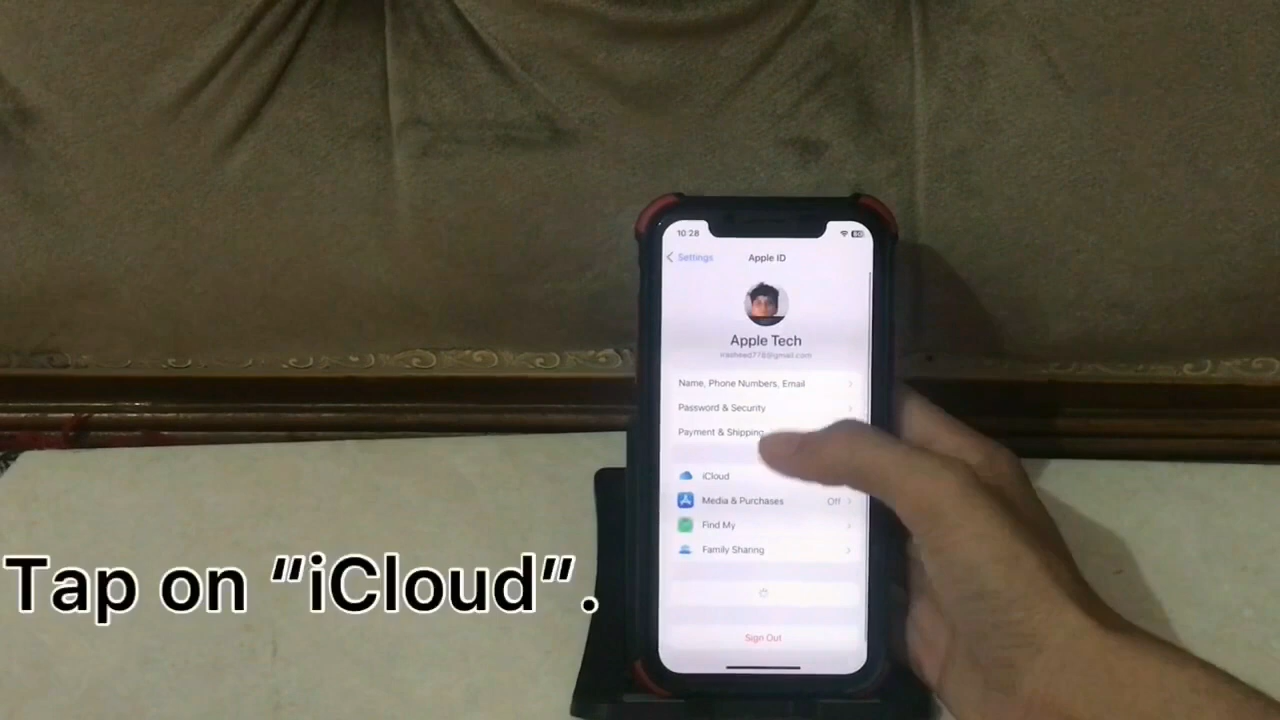 10:28
60
Settings
Apple ID
Apple Tech
Name, Phone Numbers, Email
Password & Security
Payment & Shipping
iCloud
Media & Purchases
Off
Find My
Family Sharing
Sign Out
Tap on “iCloud”.